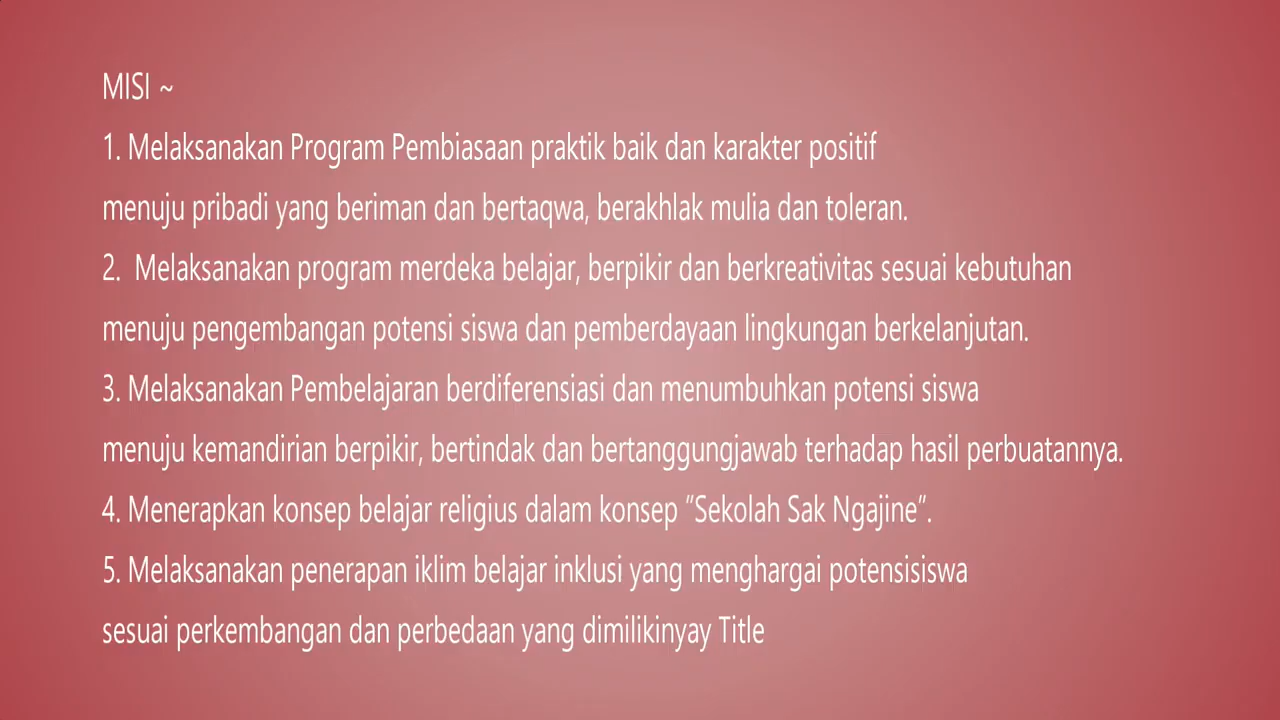 MISI ~
1. Melaksanakan Program Pembiasaan praktik baik dan karakter positif
menuju pribadi yang beriman dan bertaqwa, berakhlak mulia dan toleran.
2.  Melaksanakan program merdeka belajar, berpikir dan berkreativitas sesuai kebutuhan
menuju pengembangan potensi siswa dan pemberdayaan lingkungan berkelanjutan.
3. Melaksanakan Pembelajaran berdiferensiasi dan menumbuhkan potensi siswa
menuju kemandirian berpikir, bertindak dan bertanggungjawab terhadap hasil perbuatannya.
4. Menerapkan konsep belajar religius dalam konsep “Sekolah Sak Ngajine”.
5. Melaksanakan penerapan iklim belajar inklusi yang menghargai potensisiswa
sesuai perkembangan dan perbedaan yang dimilikinyay Title